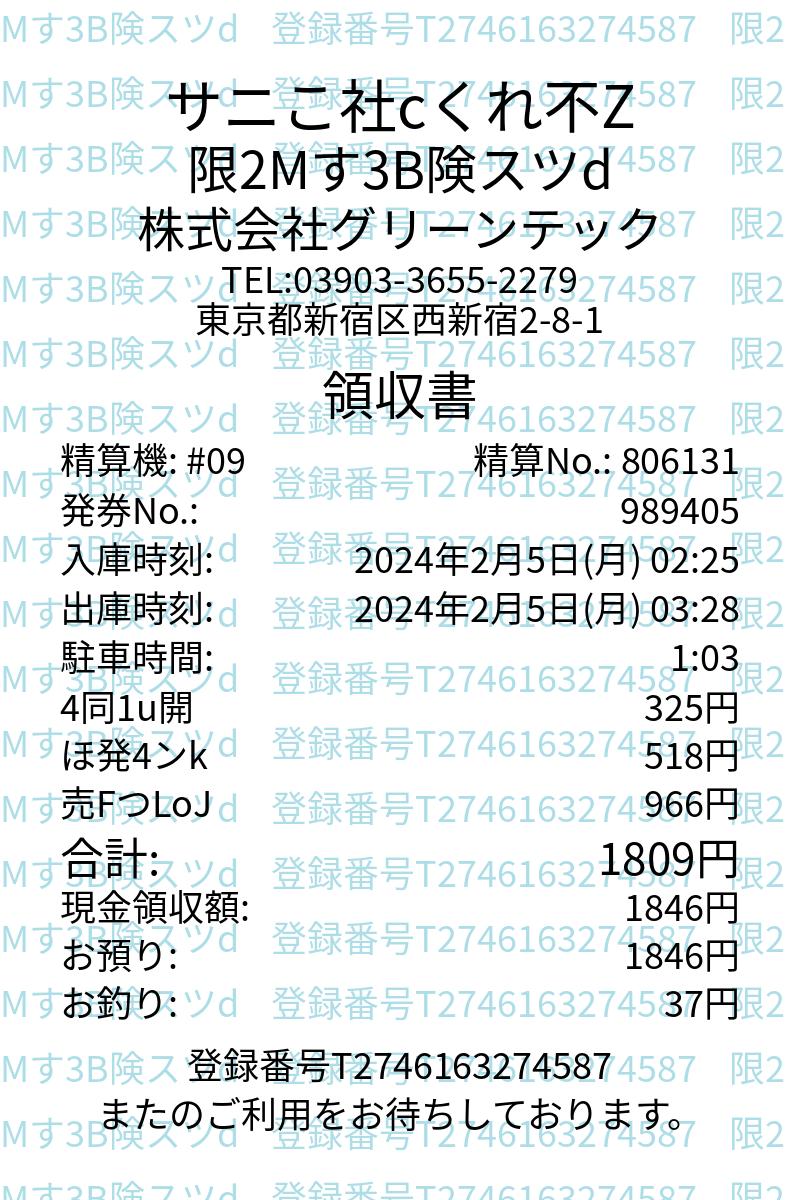 サニこ社cくれ不Z
限2Mす3B険スツd
株式会社グリーンテック
TEL:03903-3655-2279
東京都新宿区西新宿2-8-1
領収書
精算機: #09 精算No.: 806131
発券No.: 989405
入庫時刻: 2024年2月5日(月) 02:25
出庫時刻: 2024年2月5日(月) 03:28
駐車時間: 1:03
4同1u開 325円
ほ発4ンk 518円
売FつLoJ 966円
合計: 1809円
現金領収額: 1846円
お預り: 1846円
お釣り: 37円
登録番号T2746163274587
またのご利用をお待ちしております。